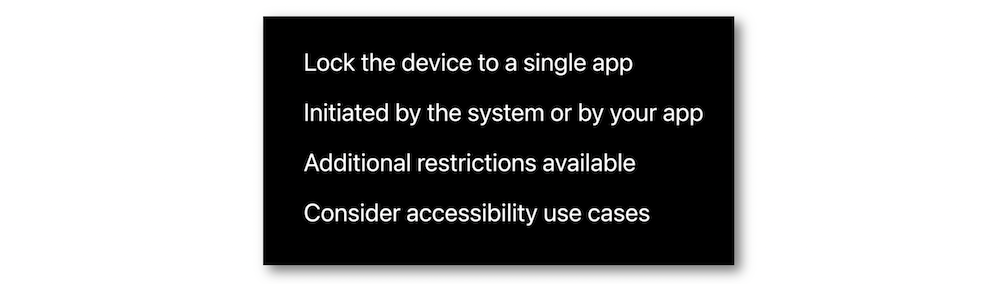 Lock the device to a single app
Initiated by the system or by your app
Additional restrictions available
Consider accessibility use cases